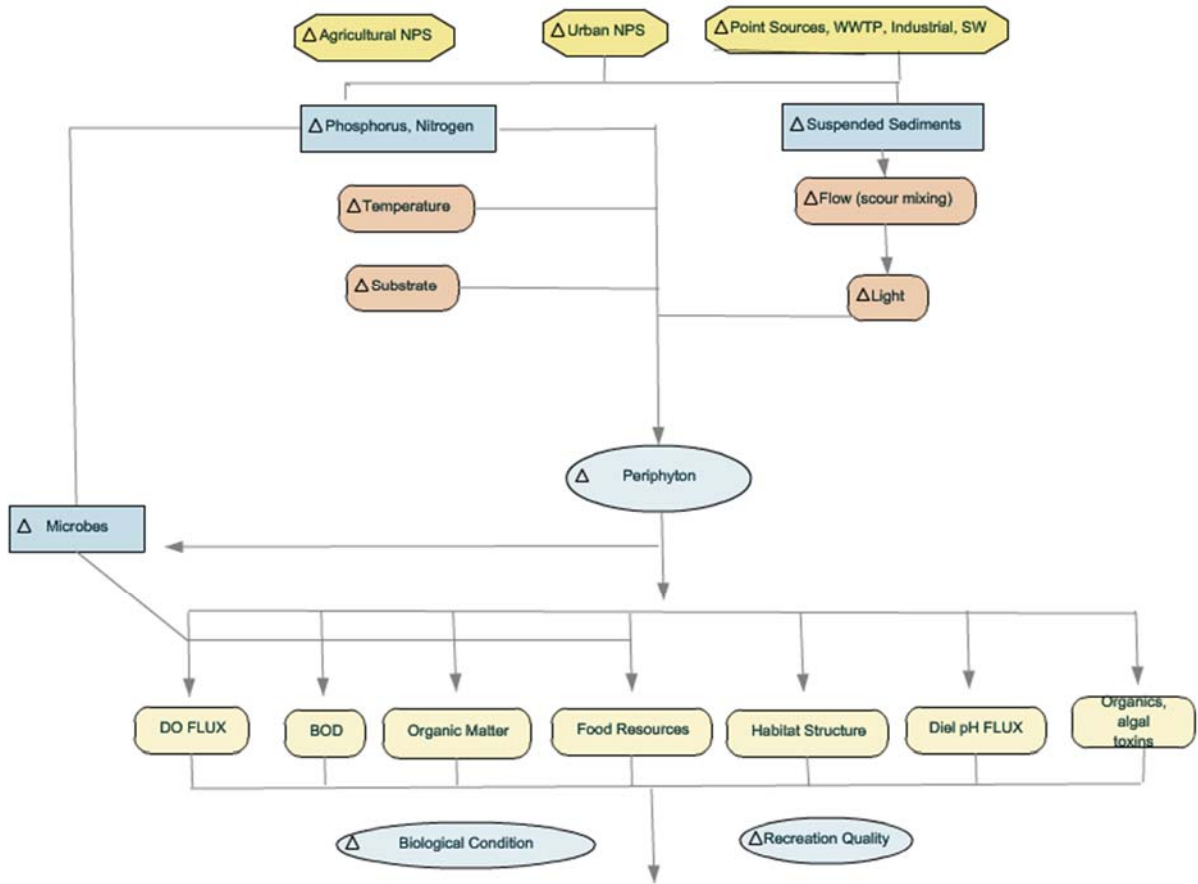 △ Agricultural NPS
△ Urban NPS
△ Point Sources, WWTP, Industrial, SW
△ Phosphorus, Nitrogen
△ Suspended Sediments
△ Temperature
△ Flow (scour mixing)
△ Substrate
△ Light
△ Periphyton
△ Microbes
DO FLUX
BOD
Organic Matter
Food Resources
Habitat Structure
Diel pH FLUX
Organics,
algal
toxins
△ Biological Condition
△ Recreation Quality